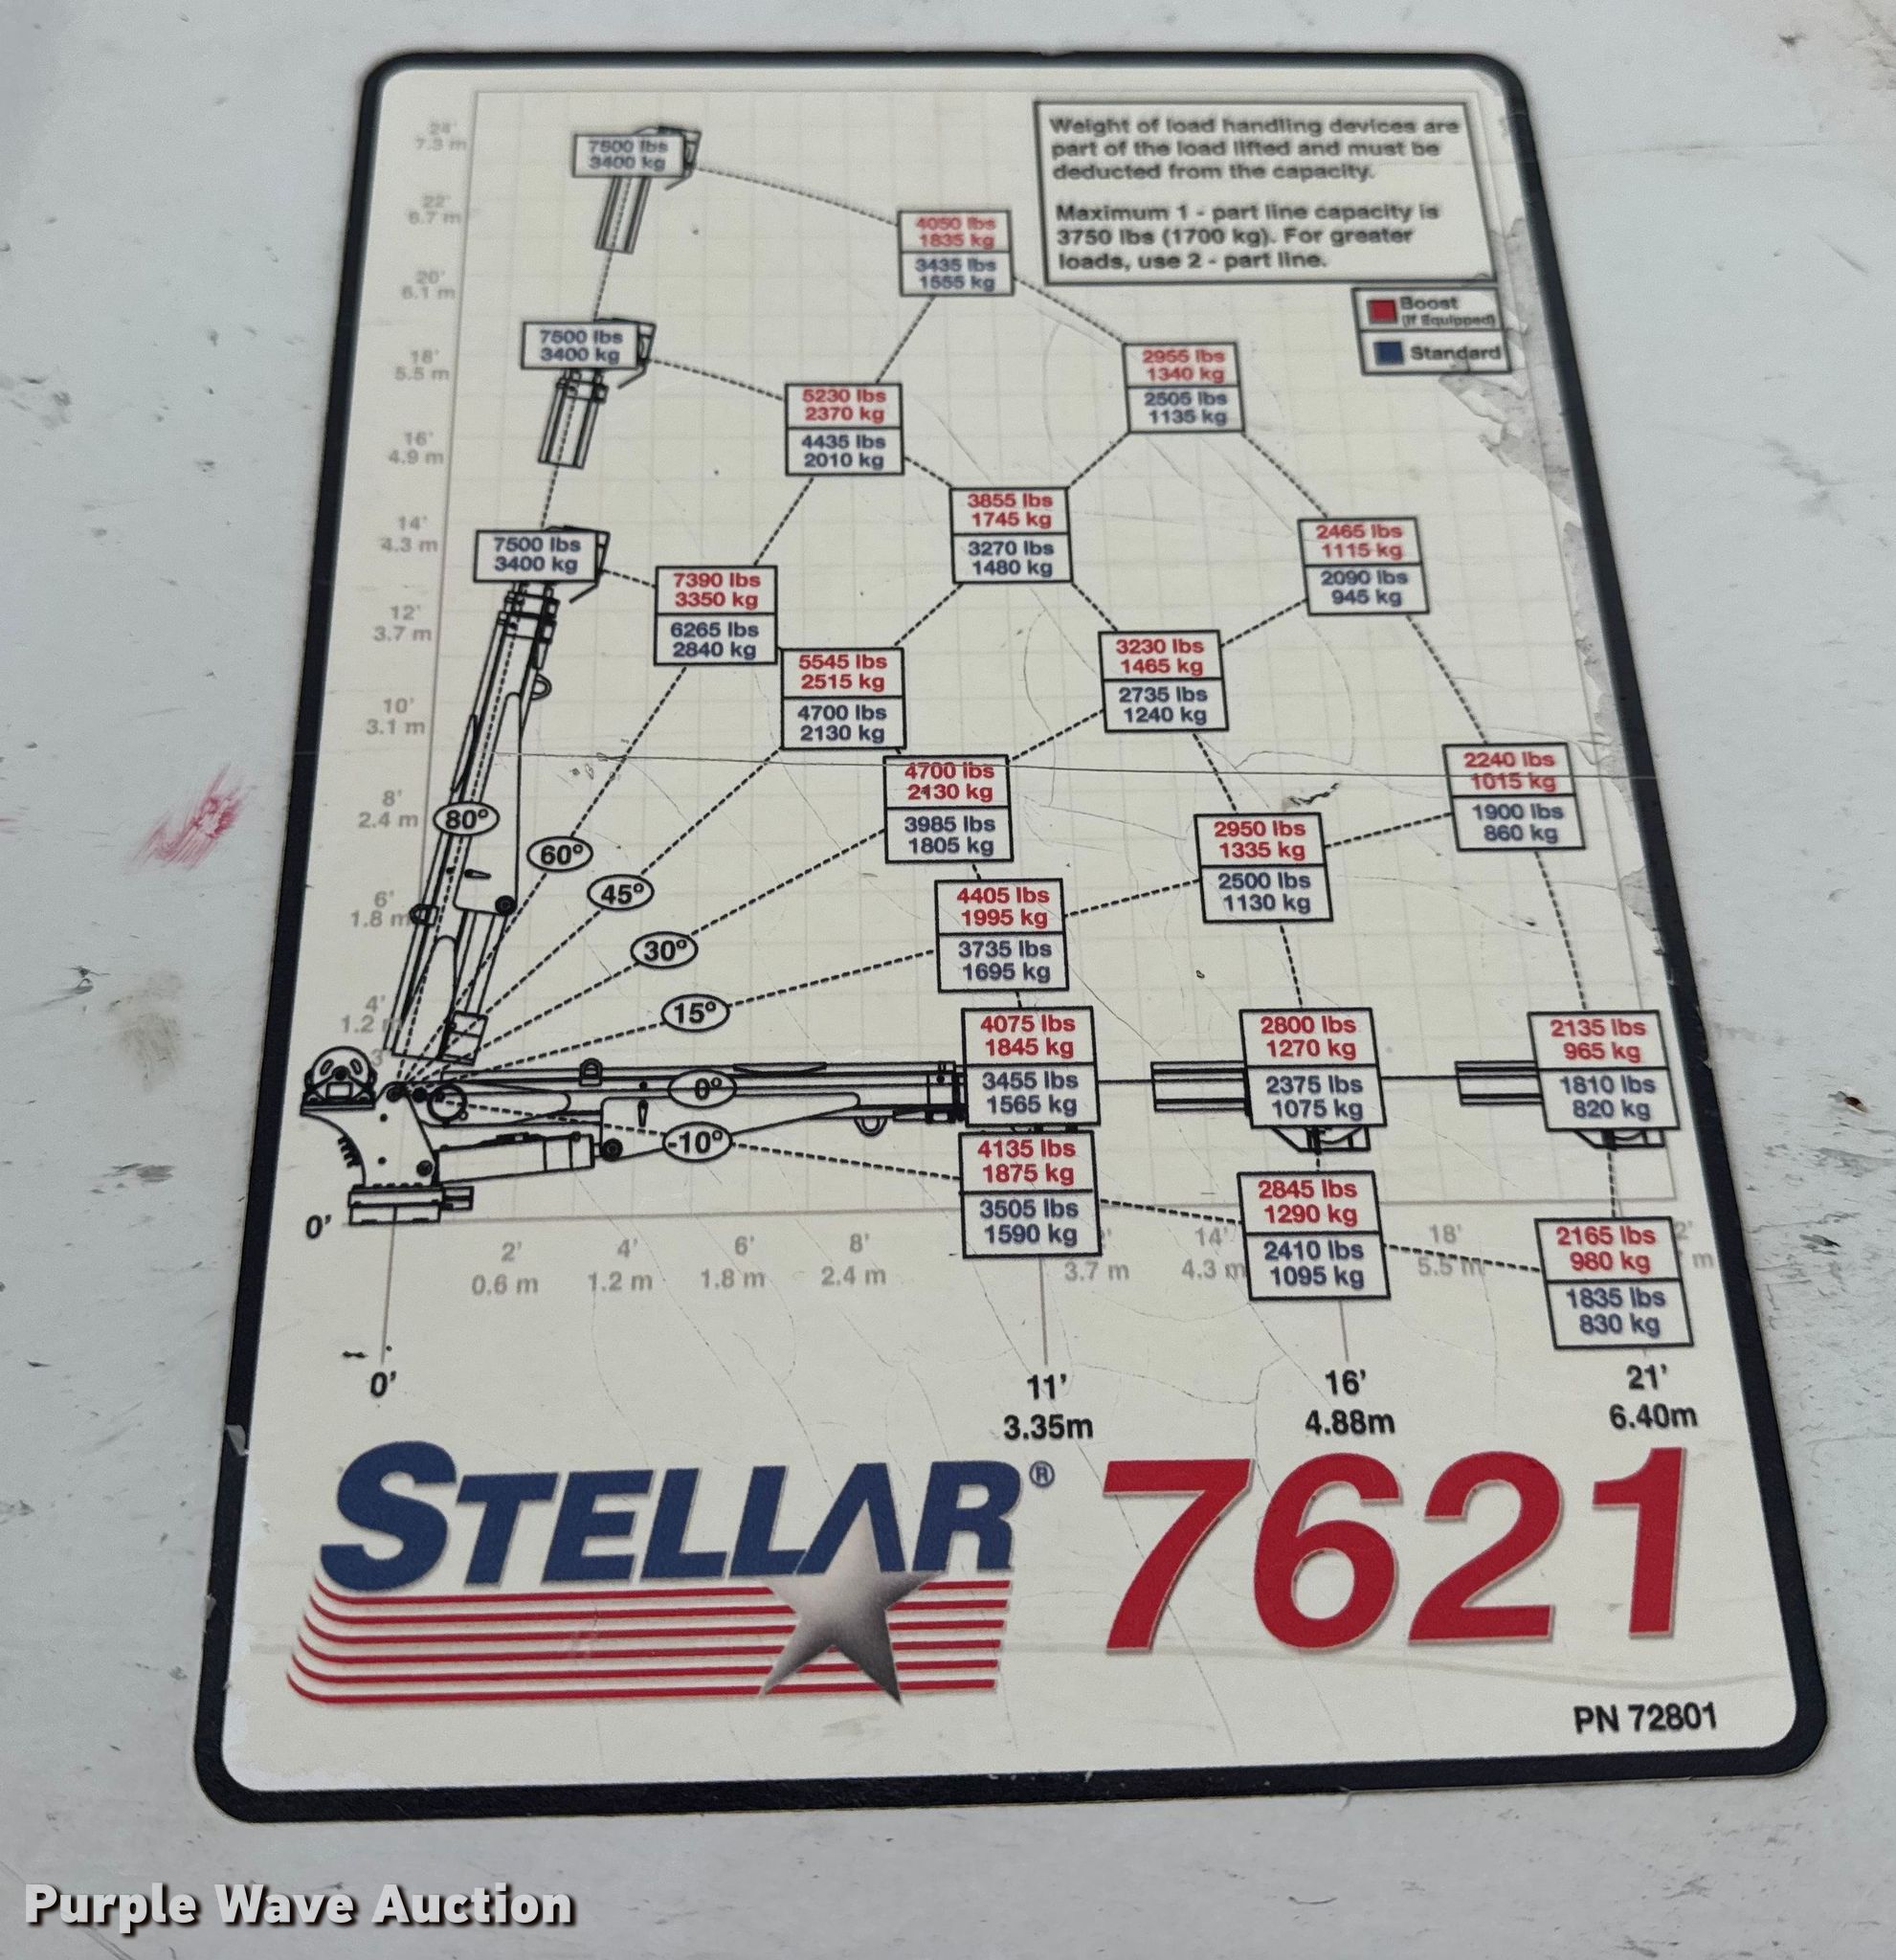 24'
7.3 m
7500 lbs
3400 kg
Weight of load handling devices are
part of the load lifted and must be
deducted from the capacity.
Maximum 1 - part line capacity is
3750 lbs (1700 kg). For greater
loads, use 2 - part line.
22'
6.7 m
4050 lbs
1835 kg
3435 lbs
1555 kg
20'
6.1 m
Boost
(If Equipped)
Standard
7500 lbs
3400 kg
18'
5.5 m
2955 lbs
1340 kg
2505 lbs
1135 kg
5230 lbs
2370 kg
4435 lbs
2010 kg
16'
4.9 m
3855 lbs
1745 kg
3270 lbs
1480 kg
14'
4.3 m
7500 lbs
3400 kg
2465 lbs
1115 kg
2090 lbs
945 kg
7390 lbs
3350 kg
6265 lbs
2840 kg
12'
3.7 m
5545 lbs
2515 kg
4700 lbs
2130 kg
3230 lbs
1465 kg
2735 lbs
1240 kg
10'
3.1 m
4700 lbs
2130 kg
3985 lbs
1805 kg
2240 lbs
1015 kg
1900 lbs
860 kg
8'
2.4 m
80°
60°
2950 lbs
1335 kg
2500 lbs
1130 kg
45°
6'
1.8 m
4405 lbs
1995 kg
3735 lbs
1695 kg
30°
4'
1.2 m
15°
3'
4075 lbs
1845 kg
3455 lbs
1565 kg
2800 lbs
1270 kg
2375 lbs
1075 kg
2135 lbs
965 kg
1810 lbs
820 kg
0°
-10°
4135 lbs
1875 kg
3505 lbs
1590 kg
2845 lbs
1290 kg
2410 lbs
1095 kg
2165 lbs
980 kg
1835 lbs
830 kg
0'
2' 4' 6' 8' 14' 18'
0.6 m 1.2 m 1.8 m 2.4 m 3.7 m 4.3 m 5.5 m m
0' 11' 16' 21'
3.35m 4.88m 6.40m
STELLAR® 7621
PN 72801
Purple Wave Auction